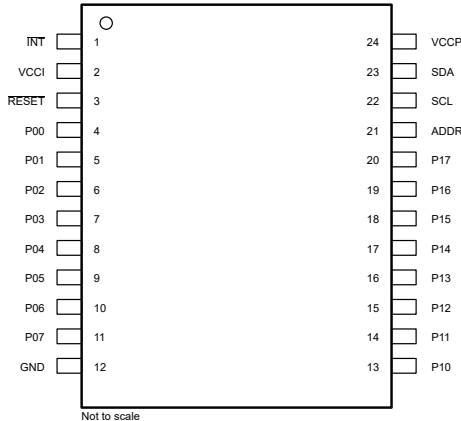 INT 1 24 VCCP
VCCI 2 23 SDA
RESET 3 22 SCL
P00 4 21 ADDR
P01 5 20 P17
P02 6 19 P16
P03 7 18 P15
P04 8 17 P14
P05 9 16 P13
P06 10 15 P12
P07 11 14 P11
GND 12 13 P10
Not to scale